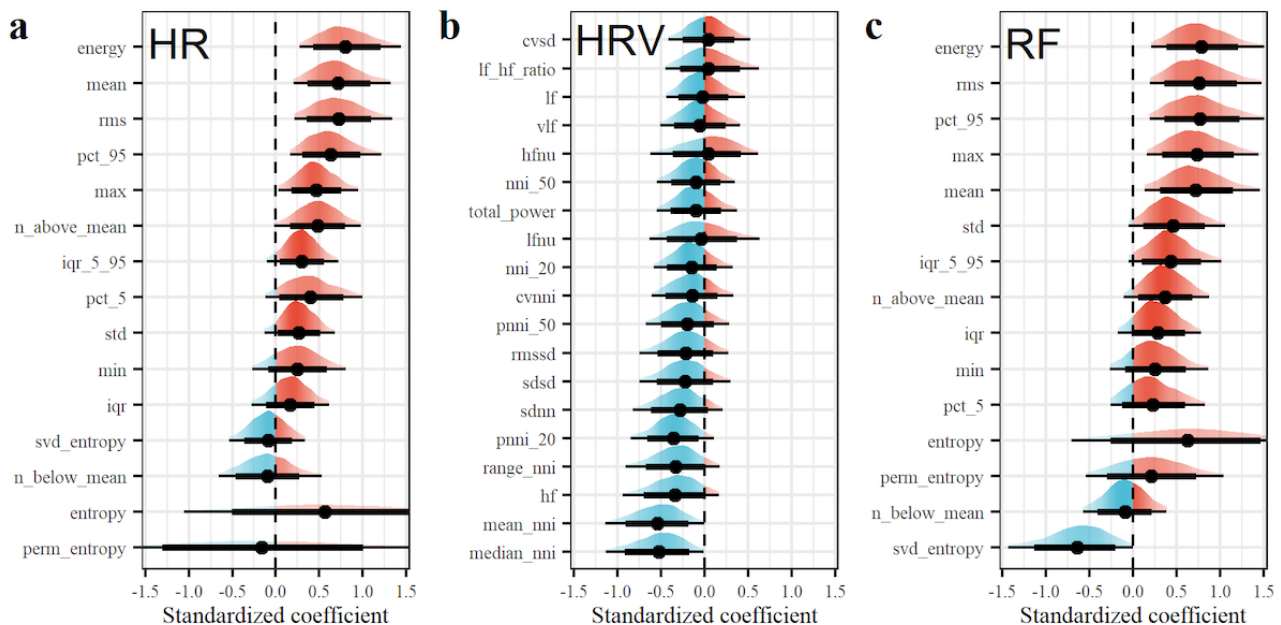 a
HR
energy
mean
rms
pct_95
max
n_above_mean
iqr_5_95
pct_5
std
min
iqr
svd_entropy
n_below_mean
entropy
perm_entropy
-1.5 -1.0 -0.5 0.0 0.5 1.0 1.5
Standardized coefficient
b
HRV
cvsd
lf_hf_ratio
lf
vlf
hfnu
nni_50
total_power
lfnu
nni_20
cvnni
pnni_50
rmssd
sdsd
sdnn
pnni_20
range_nni
hf
mean_nni
median_nni
-1.5 -1.0 -0.5 0.0 0.5 1.0 1.5
Standardized coefficient
c
RF
energy
rms
pct_95
max
mean
std
iqr_5_95
n_above_mean
iqr
min
pct_5
entropy
perm_entropy
n_below_mean
svd_entropy
-1.5 -1.0 -0.5 0.0 0.5 1.0 1.5
Standardized coefficient